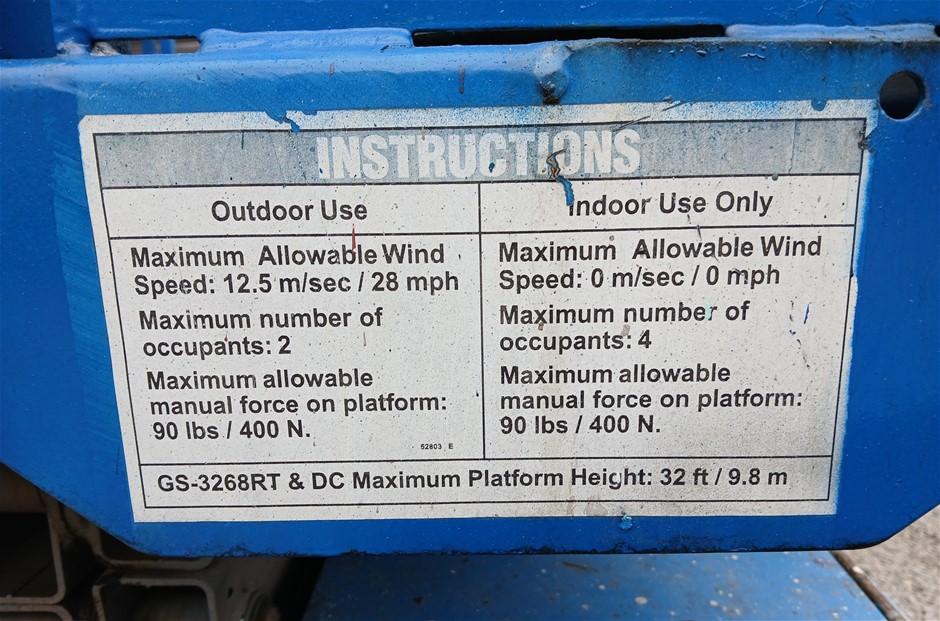 INSTRUCTIONS
Outdoor Use
Maximum Allowable Wind
Speed: 12.5 m/sec / 28 mph
Maximum number of
occupants: 2
Maximum allowable
manual force on platform:
90 lbs / 400 N.
52803 E
Indoor Use Only
Maximum Allowable Wind
Speed: 0 m/sec / 0 mph
Maximum number of
occupants: 4
Maximum allowable
manual force on platform:
90 lbs / 400 N.
GS-3268RT & DC Maximum Platform Height: 32 ft / 9.8 m